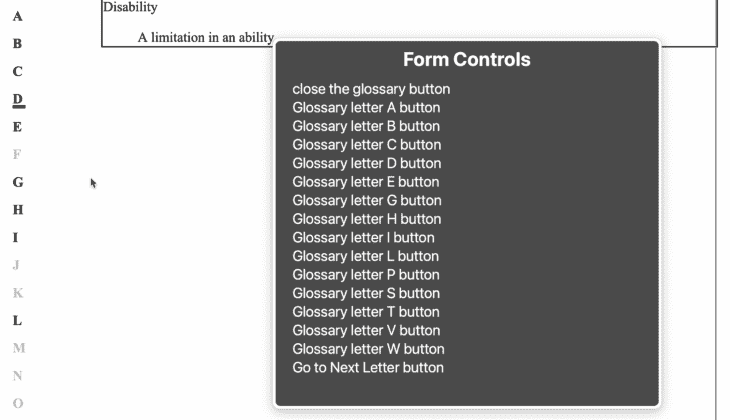 A
B
C
D
E
F
G
H
I
J
K
L
M
N
O
Disability
A limitation in an ability
Form Controls
close the glossary button
Glossary letter A button
Glossary letter B button
Glossary letter C button
Glossary letter D button
Glossary letter E button
Glossary letter G button
Glossary letter H button
Glossary letter I button
Glossary letter L button
Glossary letter P button
Glossary letter S button
Glossary letter T button
Glossary letter V button
Glossary letter W button
Go to Next Letter button